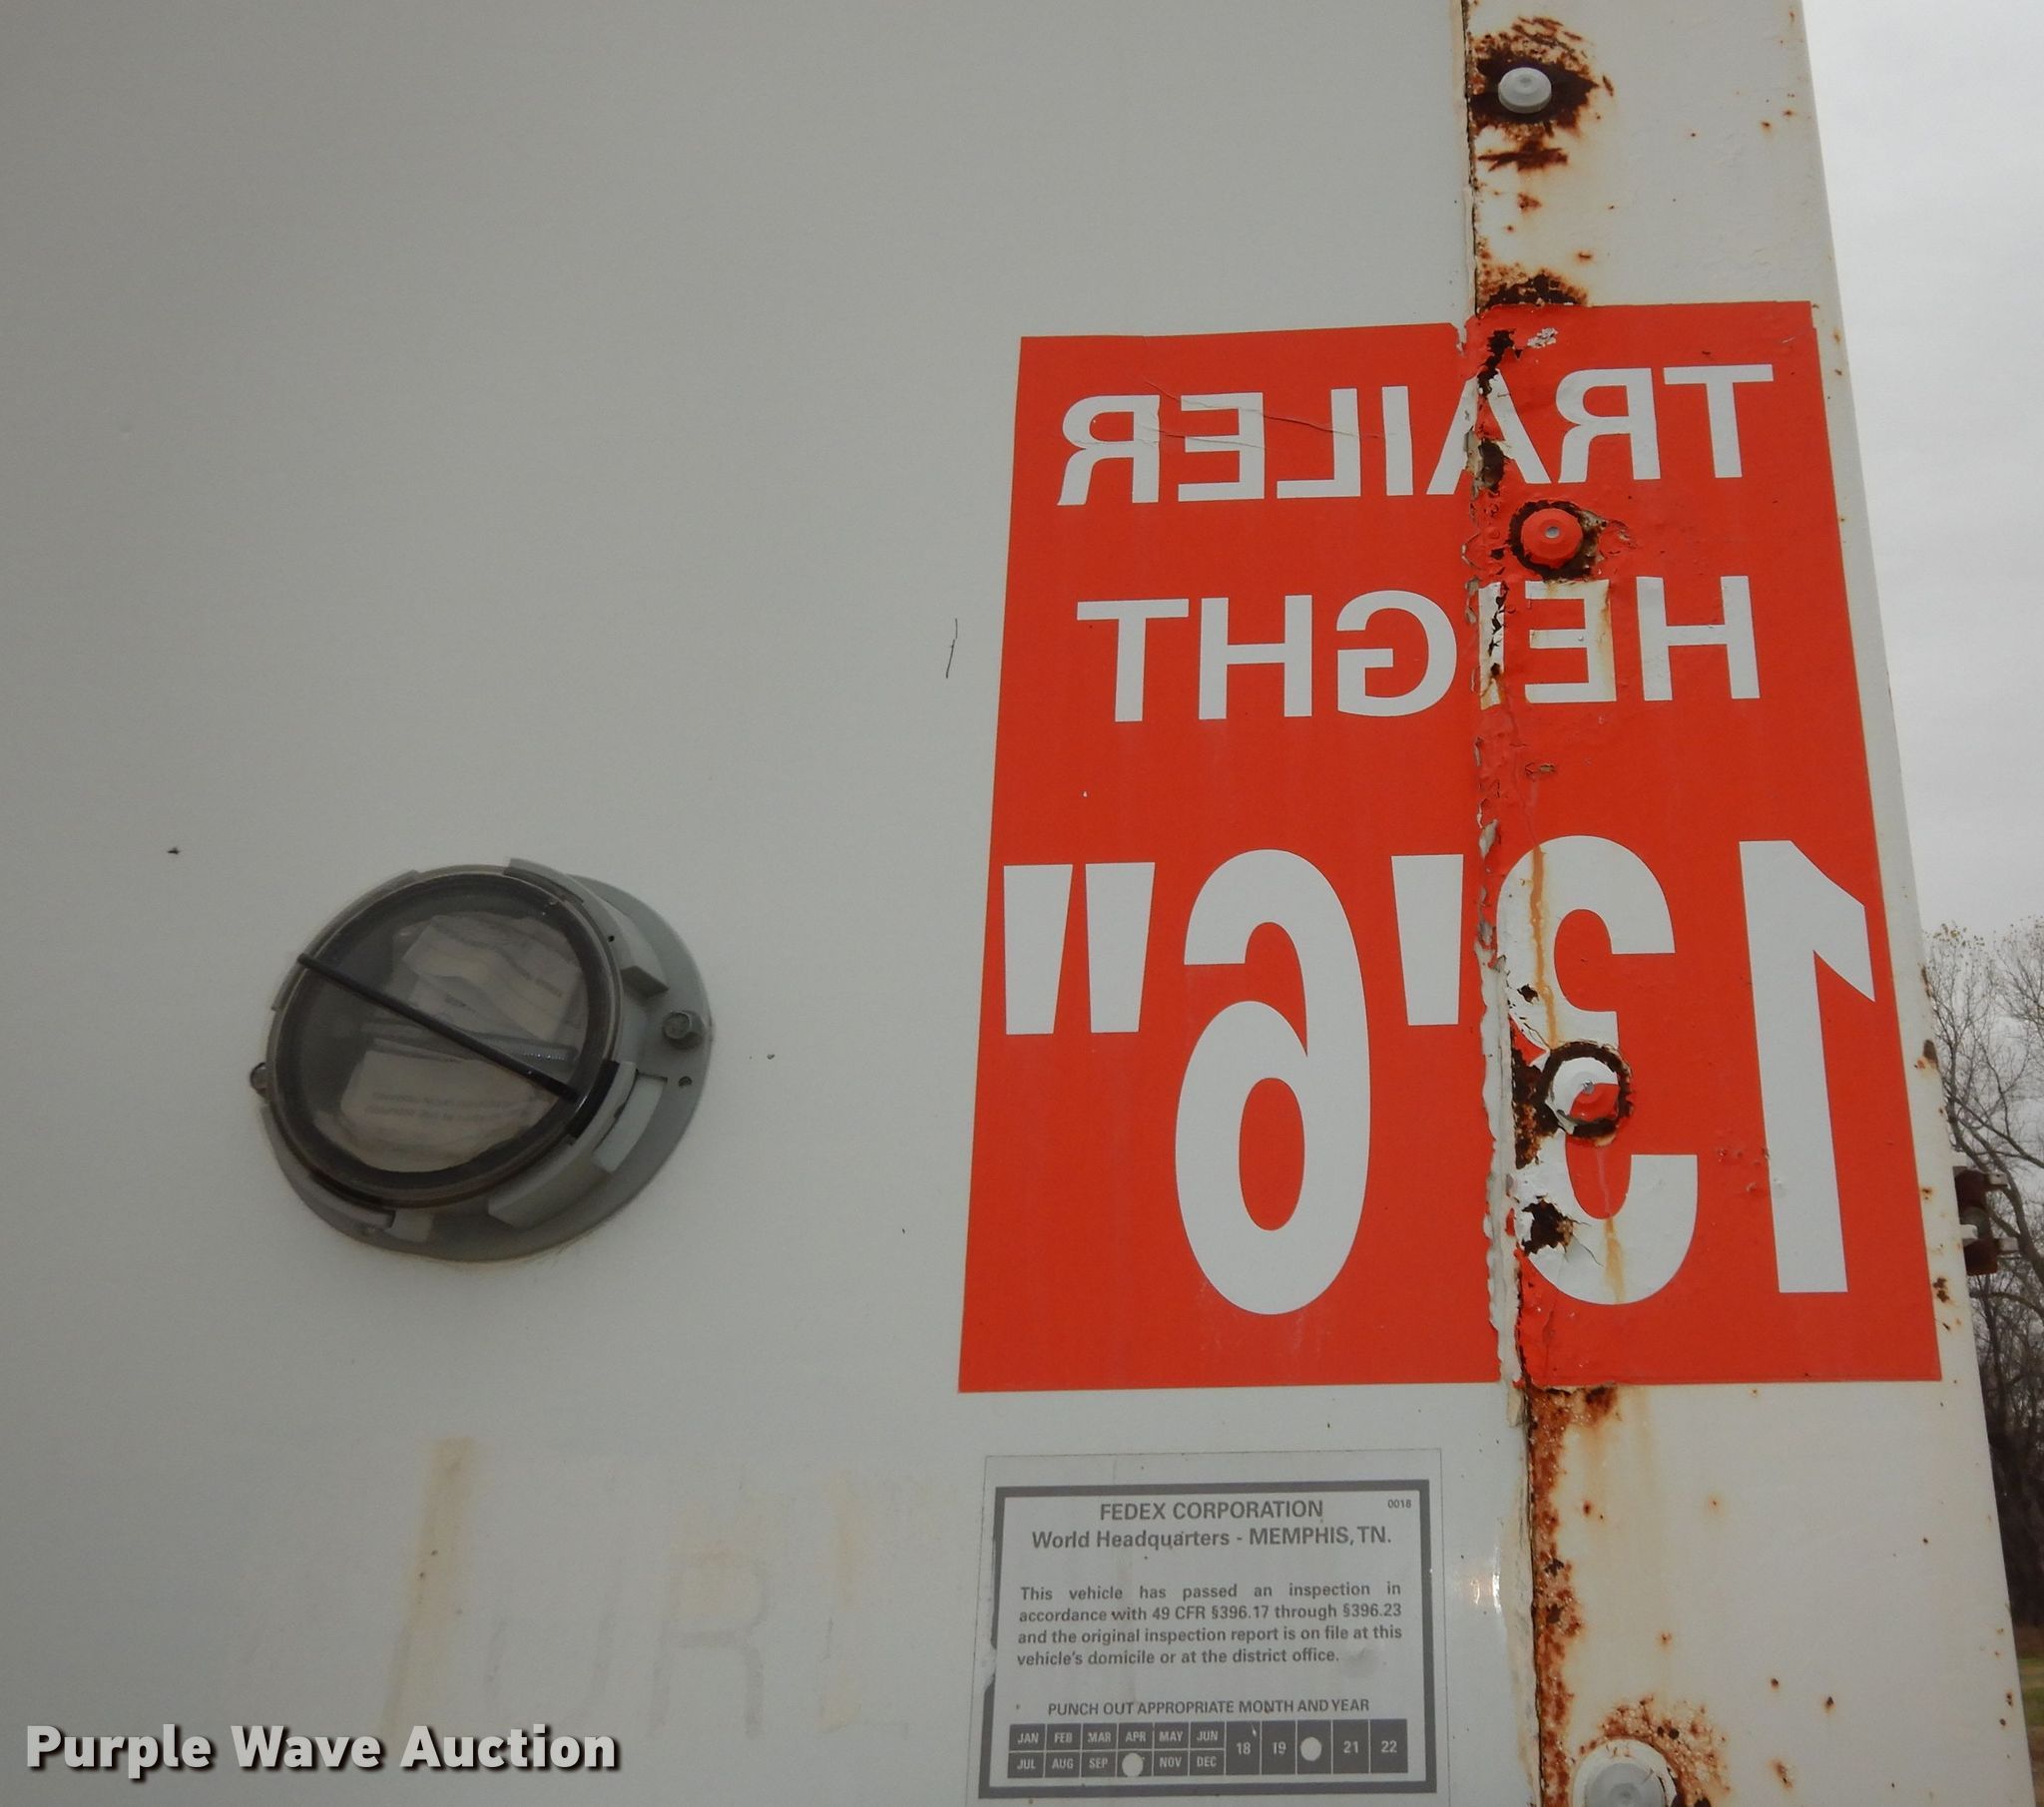 TRAILER
HEIGHT
13'6"
FEDEX CORPORATION 0018
World Headquarters - MEMPHIS, TN.
This vehicle has passed an inspection in
accordance with 49 CFR §396.17 through §396.23
and the original inspection report is on file at this
vehicle's domicile or at the district office.
PUNCH OUT APPROPRIATE MONTH AND YEAR
JAN FEB MAR APR MAY JUN 18 19 21 22
JUL AUG SEP NOV DEC
Purple Wave Auction